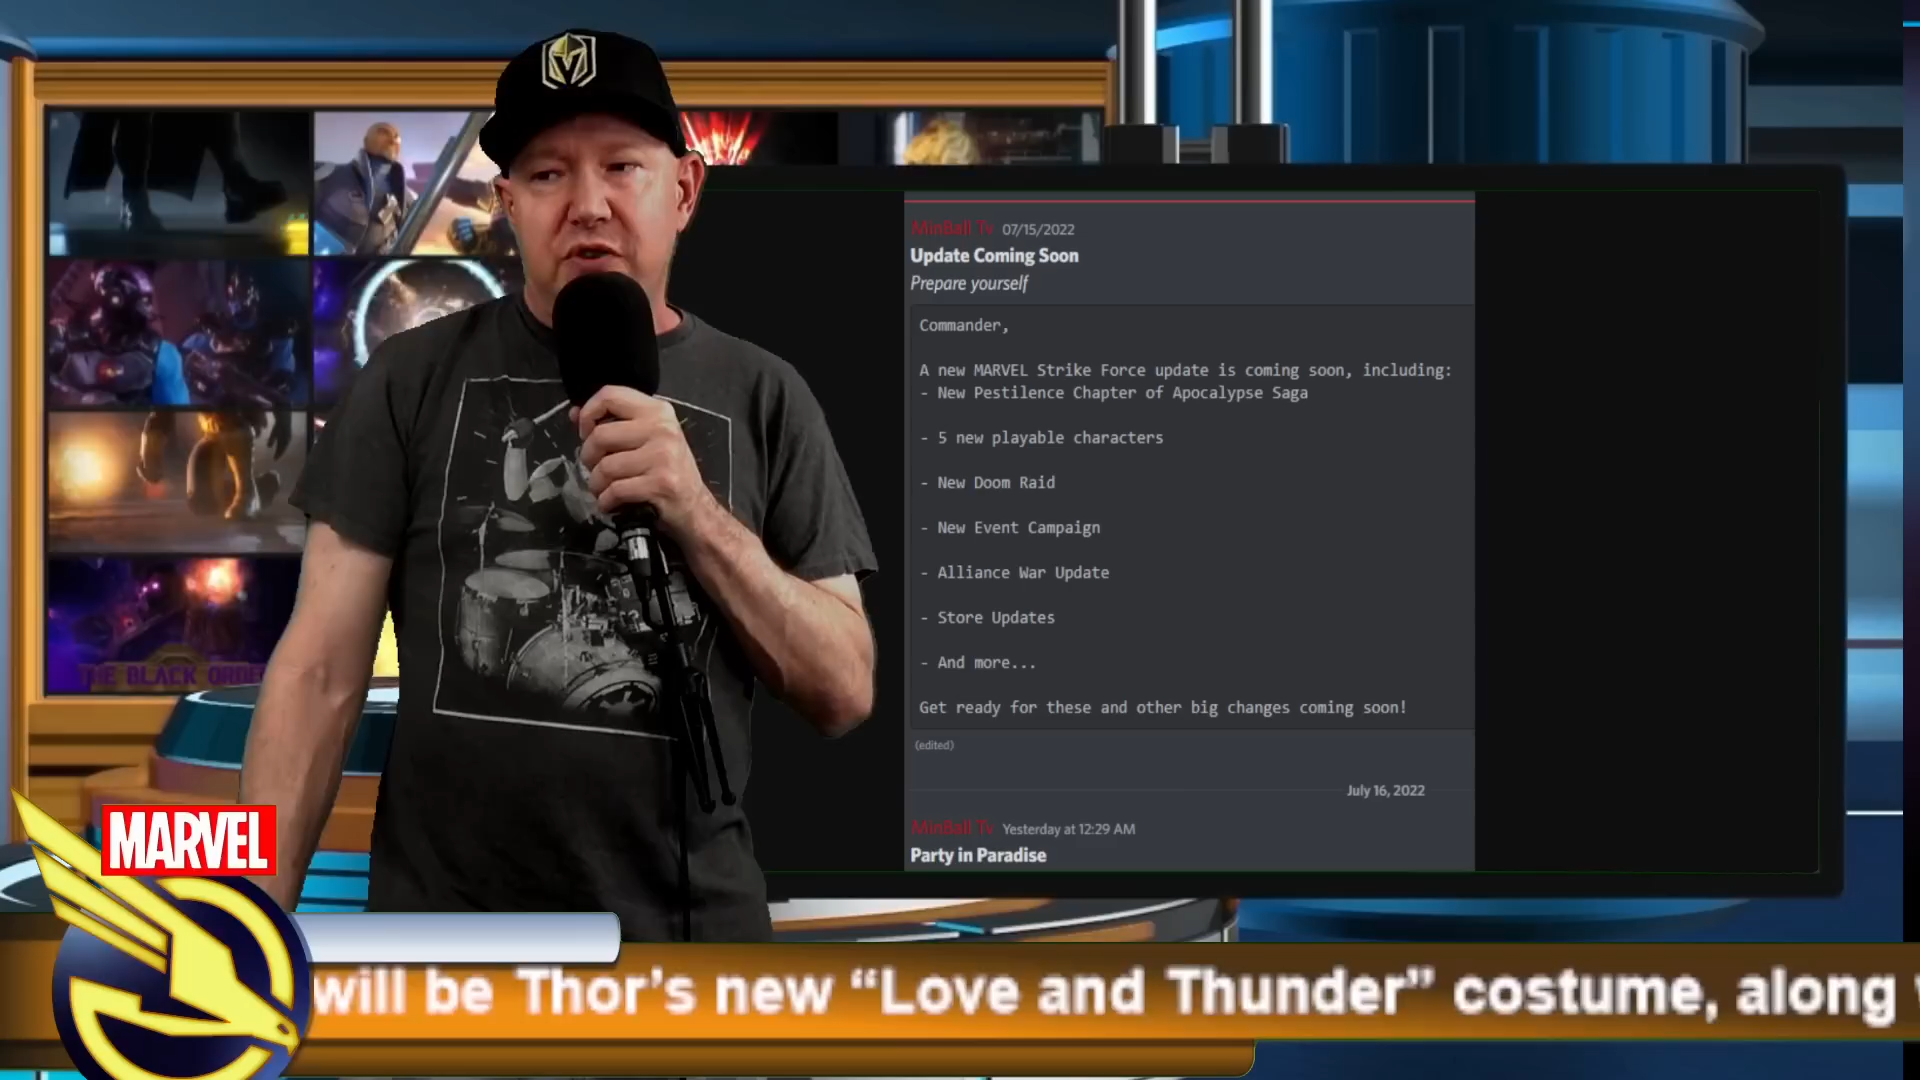 MinBall Tv 07/15/2022
Update Coming Soon
Prepare yourself
Commander,
A new MARVEL Strike Force update is coming soon, including:
- New Pestilence Chapter of Apocalypse Saga
- 5 new playable characters
- New Doom Raid
- New Event Campaign
- Alliance War Update
- Store Updates
- And more...
Get ready for these and other big changes coming soon!
(edited)
July 16, 2022
MinBall Tv Yesterday at 12:29 AM
Party in Paradise
THE BLACK ORDE
MARVEL
will be Thor's new “Love and Thunder” costume, along